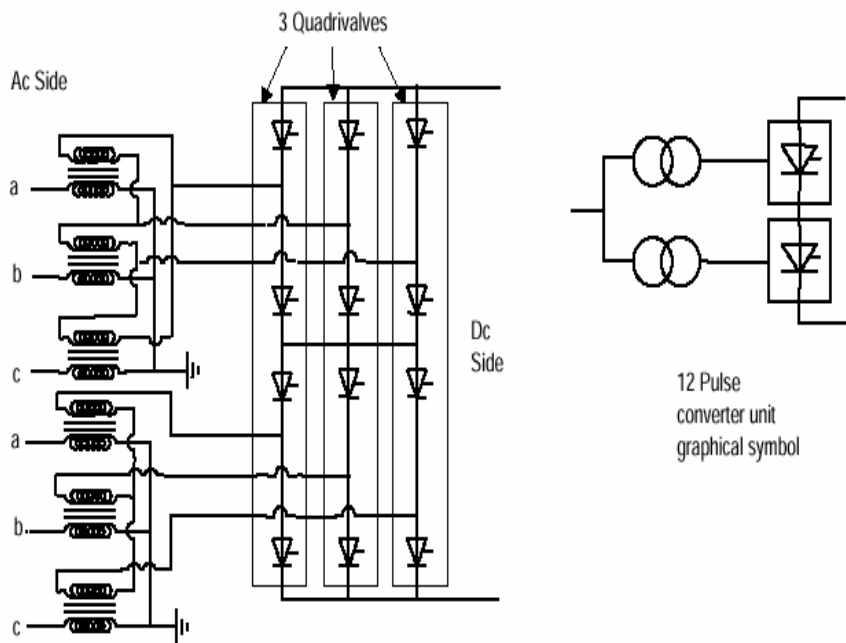 3 Quadrivalves
Ac Side
a
b
c
a
b
c
Dc
Side
12 Pulse
converter unit
graphical symbol